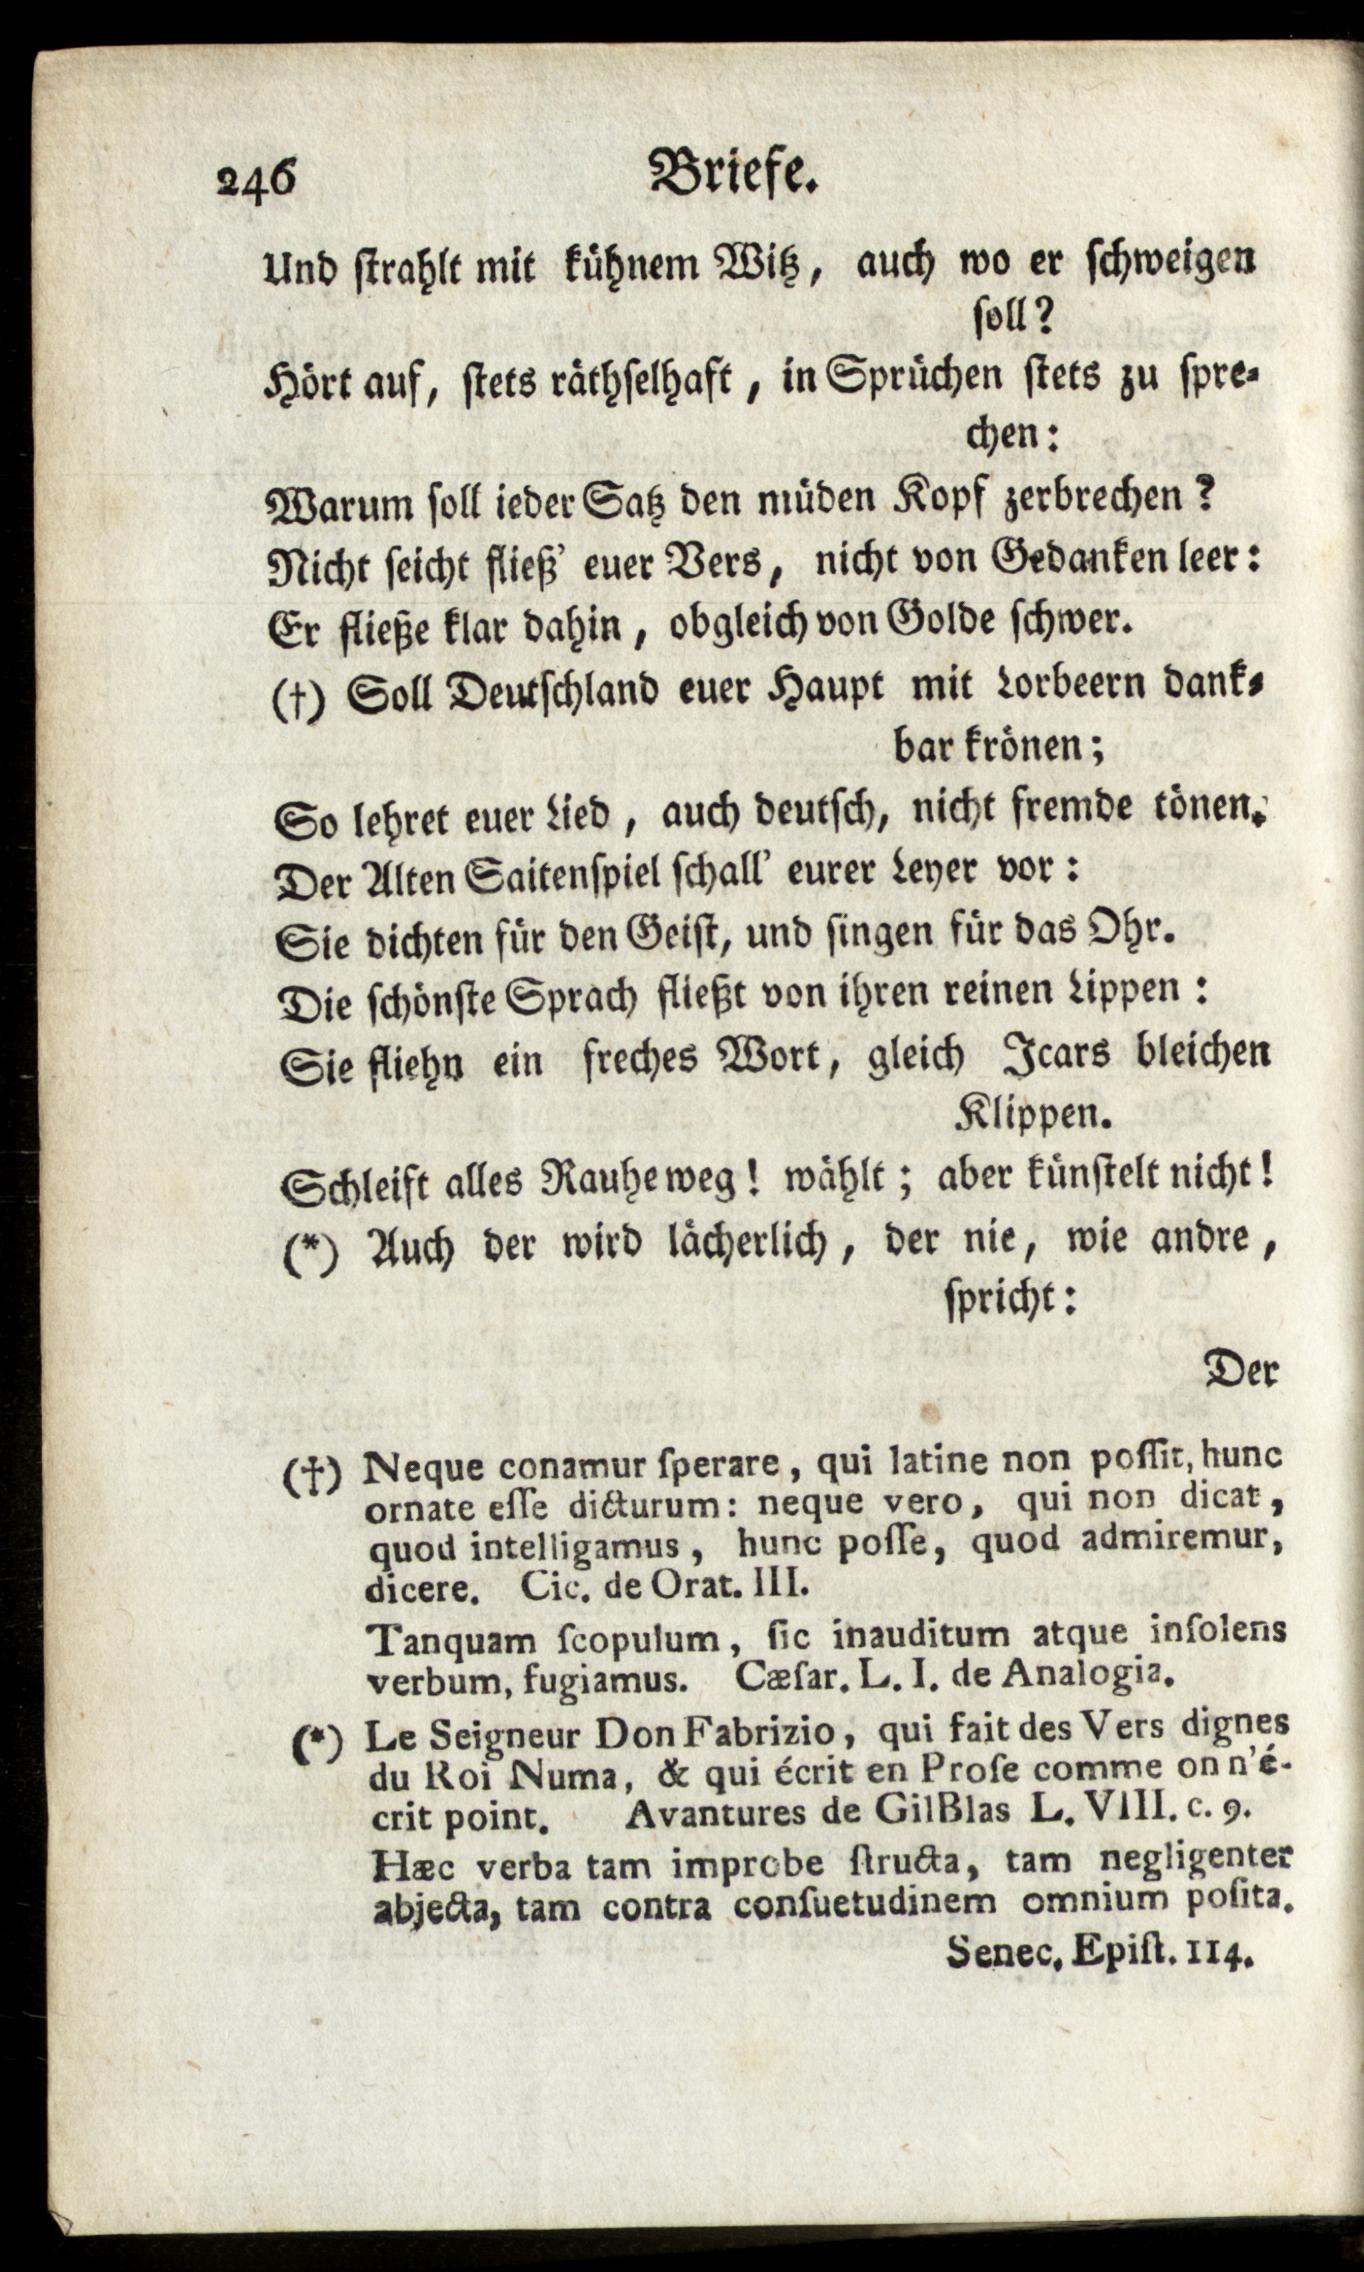 246 Briefe.
Und strahlt mit kühnem Witz, auch wo er schweigen
soll?
Hört auf, stets räthselhaft, in Sprüchen stets zu spre-
chen:
Warum soll ieder Satz den müden Kopf zerbrechen?
Nicht seicht fließ' euer Vers, nicht von Gedanken leer:
Er fließe klar dahin, obgleich von Golde schwer.
(†) Soll Deutschland euer Haupt mit Lorbeern dank-
bar krönen;
So lehret euer Lied, auch deutsch, nicht fremde tönen.
Der Alten Saitenspiel schall' eurer Leyer vor:
Sie dichten für den Geist, und singen für das Ohr.
Die schönste Sprach fließt von ihren reinen Lippen:
Sie fliehn ein freches Wort, gleich Icars bleichen
Klippen.
Schleift alles Rauhe weg! wählt; aber künstelt nicht!
(*) Auch der wird lächerlich, der nie, wie andre,
spricht:
Der
(†) Neque conamur ſperare, qui latine non poſſit, hunc
ornate eſſe dicturum: neque vero, qui non dicat,
quod intelligamus, hunc poſſe, quod admiremur,
dicere. Cic. de Orat. III.
Tanquam ſcopulum, ſic inauditum atque inſolens
verbum, fugiamus. Cæſar. L. I. de Analogia.
(*) Le Seigneur Don Fabrizio, qui fait des Vers dignes
du Roi Numa, & qui écrit en Proſe comme on n'é-
crit point. Avantures de GilBlas L. VIII. c. 9.
Hæc verba tam improbe ſtructa, tam negligenter
abjecta, tam contra conſuetudinem omnium poſita.
Senec. Epiſt. 114.